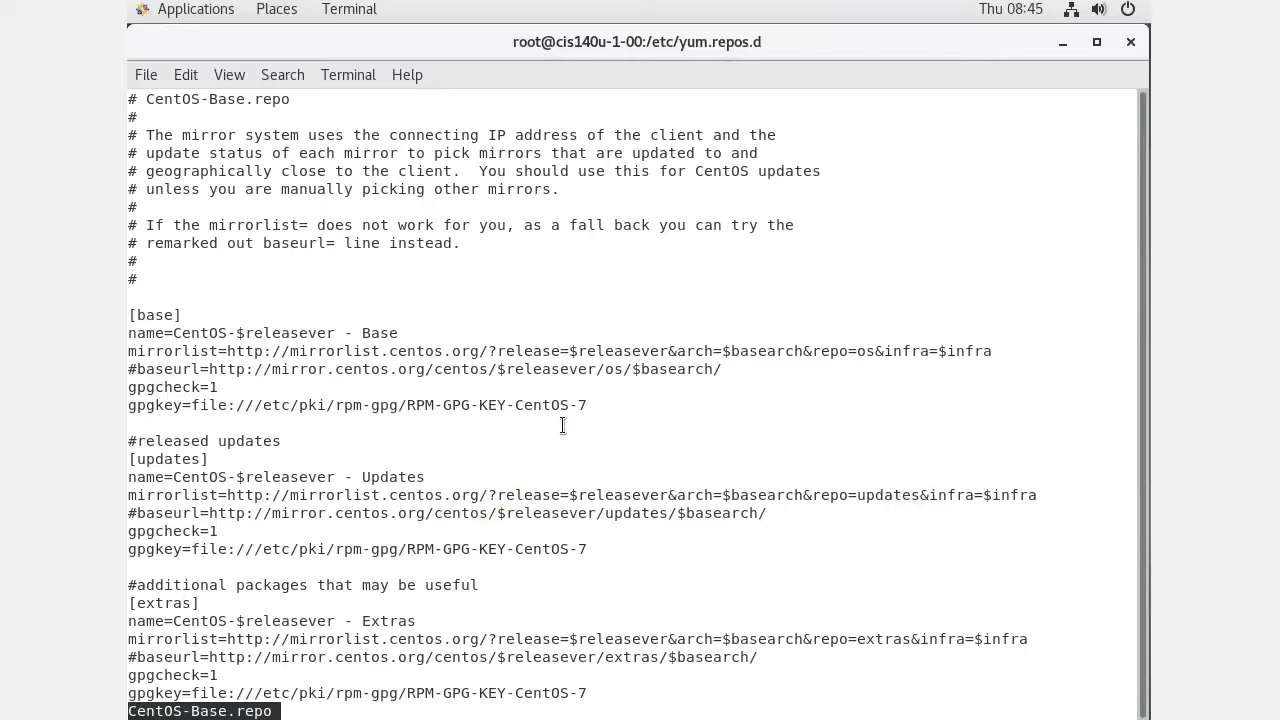 Applications Places Terminal Thu 08:45
root@cis140u-1-00:/etc/yum.repos.d
File Edit View Search Terminal Help
# CentOS-Base.repo
#
# The mirror system uses the connecting IP address of the client and the
# update status of each mirror to pick mirrors that are updated to and
# geographically close to the client.  You should use this for CentOS updates
# unless you are manually picking other mirrors.
#
# If the mirrorlist= does not work for you, as a fall back you can try the
# remarked out baseurl= line instead.
#
#

[base]
name=CentOS-$releasever - Base
mirrorlist=http://mirrorlist.centos.org/?release=$releasever&arch=$basearch&repo=os&infra=$infra
#baseurl=http://mirror.centos.org/centos/$releasever/os/$basearch/
gpgcheck=1
gpgkey=file:///etc/pki/rpm-gpg/RPM-GPG-KEY-CentOS-7

#released updates
[updates]
name=CentOS-$releasever - Updates
mirrorlist=http://mirrorlist.centos.org/?release=$releasever&arch=$basearch&repo=updates&infra=$infra
#baseurl=http://mirror.centos.org/centos/$releasever/updates/$basearch/
gpgcheck=1
gpgkey=file:///etc/pki/rpm-gpg/RPM-GPG-KEY-CentOS-7

#additional packages that may be useful
[extras]
name=CentOS-$releasever - Extras
mirrorlist=http://mirrorlist.centos.org/?release=$releasever&arch=$basearch&repo=extras&infra=$infra
#baseurl=http://mirror.centos.org/centos/$releasever/extras/$basearch/
gpgcheck=1
gpgkey=file:///etc/pki/rpm-gpg/RPM-GPG-KEY-CentOS-7
CentOS-Base.repo